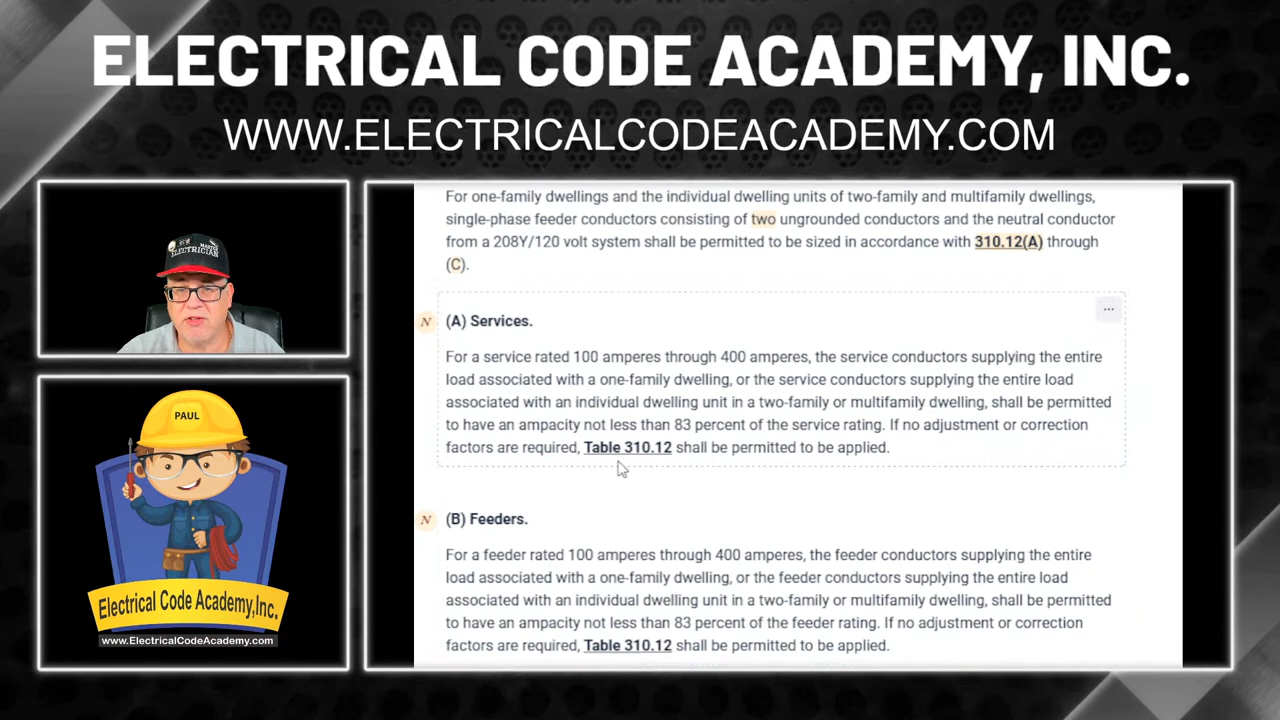 ELECTRICAL CODE ACADEMY, INC.
WWW.ELECTRICALCODEACADEMY.COM
MASTER
ELECTRICIAN
PAUL
Electrical Code Academy,Inc.
www.ElectricalCodeAcademy.com
For one-family dwellings and the individual dwelling units of two-family and multifamily dwellings,
single-phase feeder conductors consisting of two ungrounded conductors and the neutral conductor
from a 208Y/120 volt system shall be permitted to be sized in accordance with 310.12(A) through
(C).
N (A) Services.
...
For a service rated 100 amperes through 400 amperes, the service conductors supplying the entire
load associated with a one-family dwelling, or the service conductors supplying the entire load
associated with an individual dwelling unit in a two-family or multifamily dwelling, shall be permitted
to have an ampacity not less than 83 percent of the service rating. If no adjustment or correction
factors are required, Table 310.12 shall be permitted to be applied.
N (B) Feeders.
For a feeder rated 100 amperes through 400 amperes, the feeder conductors supplying the entire
load associated with a one-family dwelling, or the feeder conductors supplying the entire load
associated with an individual dwelling unit in a two-family or multifamily dwelling, shall be permitted
to have an ampacity not less than 83 percent of the feeder rating. If no adjustment or correction
factors are required, Table 310.12 shall be permitted to be applied.